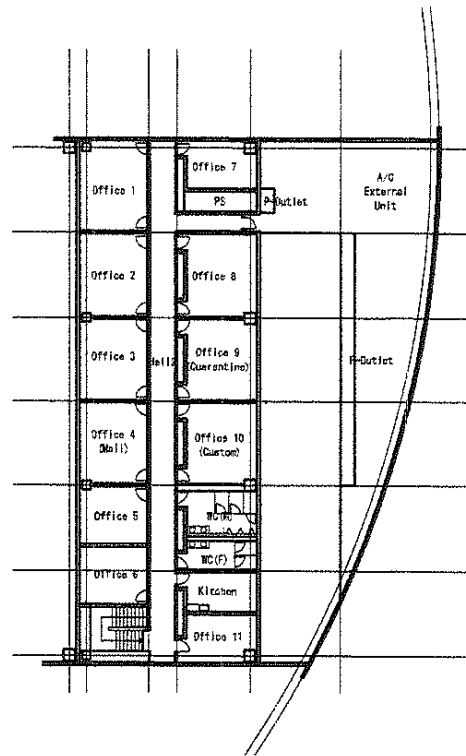 Office 7
A/C
External
Unit
Office 1
PS
P-Outlet
Office 2
Office 8
Office 3
Hall2
Office 9
(Quarantine)
P-Outlet
Office 4
(Mail)
Office 10
(Custom)
Office 5
WC(M)
WC(F)
Office 6
Kitchen
Office 11